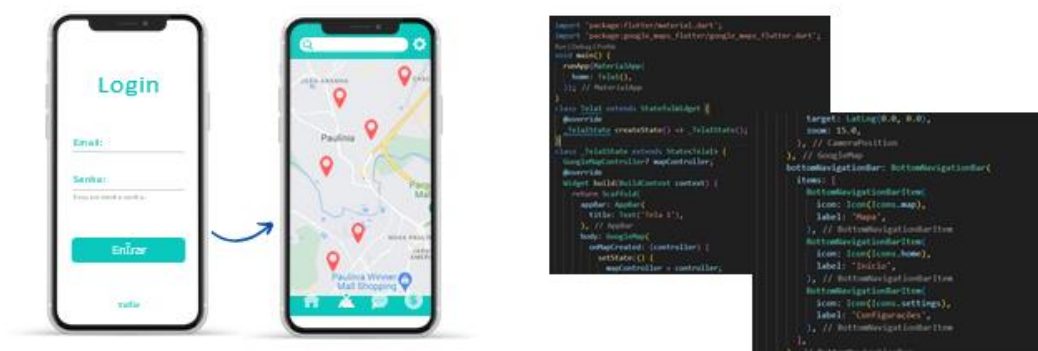 Login
Email:
Senha:
Entrar
Paulínia
Paulínia Winner
Mall Shopping
import 'package:flutter/material.dart';
import 'package:google_maps_flutter/google_maps_flutter.dart';
Run | Debug | Profile
void main() {
runApp(MaterialApp(
home: Tela1(),
)); // MaterialApp
}
class Tela1 extends StatefulWidget {
@override
_Tela1State createState() => _Tela1State();
}
class _Tela1State extends State<Tela1> {
GoogleMapController? mapController;
@override
Widget build(BuildContext context) {
return Scaffold(
appBar: AppBar(
title: Text('Tela 1'),
), // AppBar
body: GoogleMap(
onMapCreated: (controller) {
setState(() {
mapController = controller;
target: LatLng(0.0, 0.0),
zoom: 15.0,
), // CameraPosition
), // GoogleMap
bottomNavigationBar: BottomNavigationBar(
items: [
BottomNavigationBarItem(
icon: Icon(Icons.map),
label: 'Mapa',
), // BottomNavigationBarItem
BottomNavigationBarItem(
icon: Icon(Icons.home),
label: 'Início',
), // BottomNavigationBarItem
BottomNavigationBarItem(
icon: Icon(Icons.settings),
label: 'Configurações',
), // BottomNavigationBarItem
],